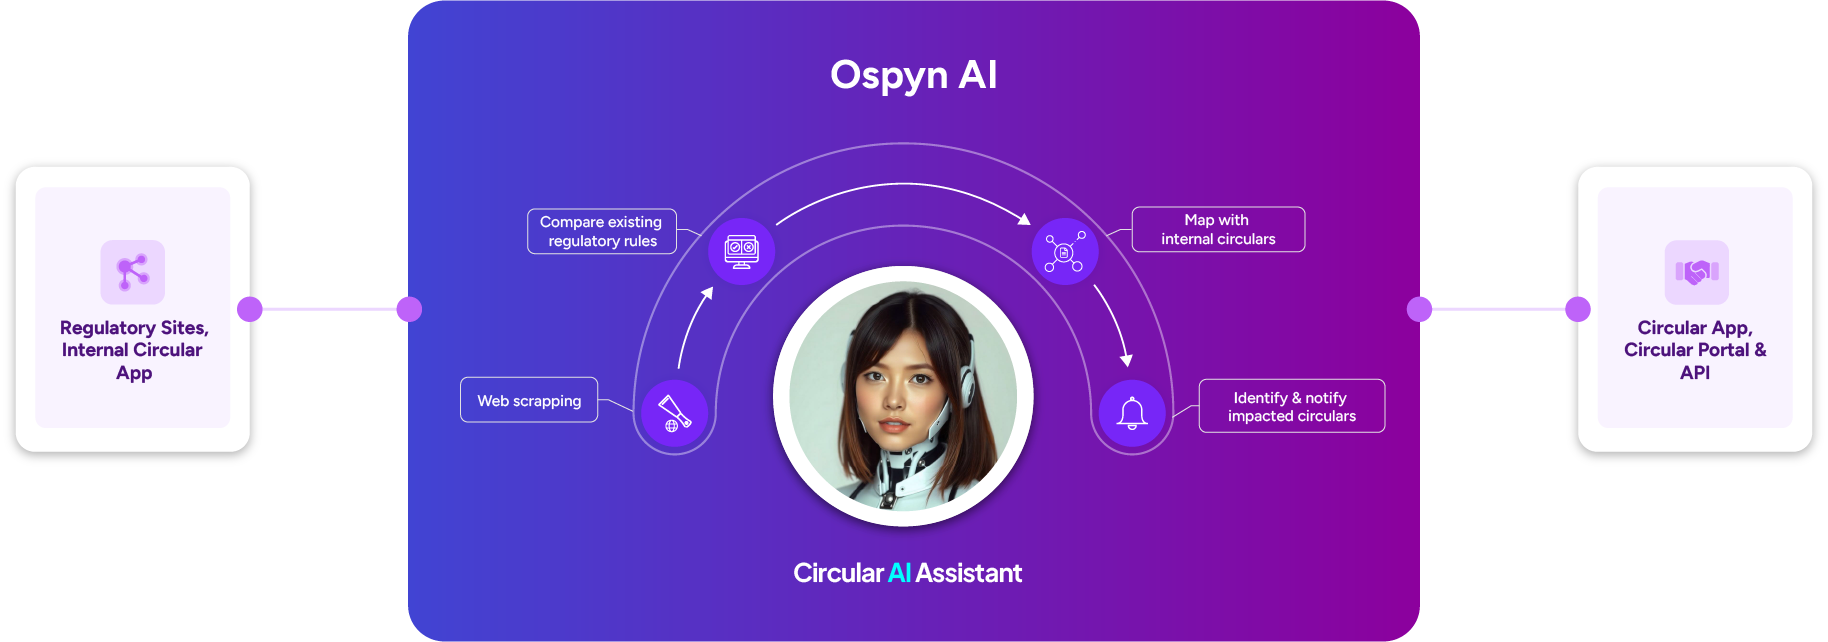 Ospyn AI
Regulatory Sites,
Internal Circular
App
Web scrapping
Compare existing
regulatory rules
Map with
internal circulars
Identify & notify
impacted circulars
Circular AI Assistant
Circular App,
Circular Portal &
API